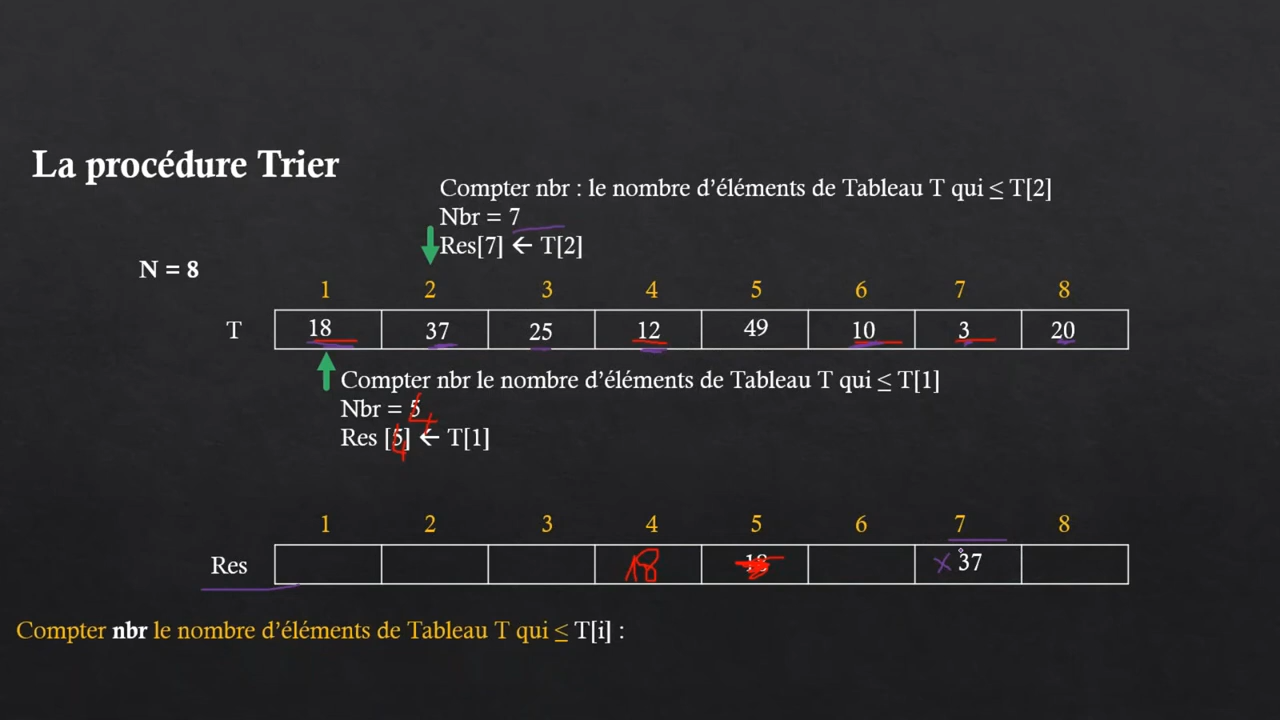 La procédure Trier
Compter nbr : le nombre d'éléments de Tableau T qui ≤ T[2]
Nbr = 7
Res[7] ← T[2]
N = 8
1 2 3 4 5 6 7 8
T 18 37 25 12 49 10 3 20
Compter nbr le nombre d'éléments de Tableau T qui ≤ T[1]
Nbr = 5 4
Res [5] ← T[1]
4
1 2 3 4 5 6 7 8
Res 18 18 x 37
Compter nbr le nombre d'éléments de Tableau T qui ≤ T[i] :